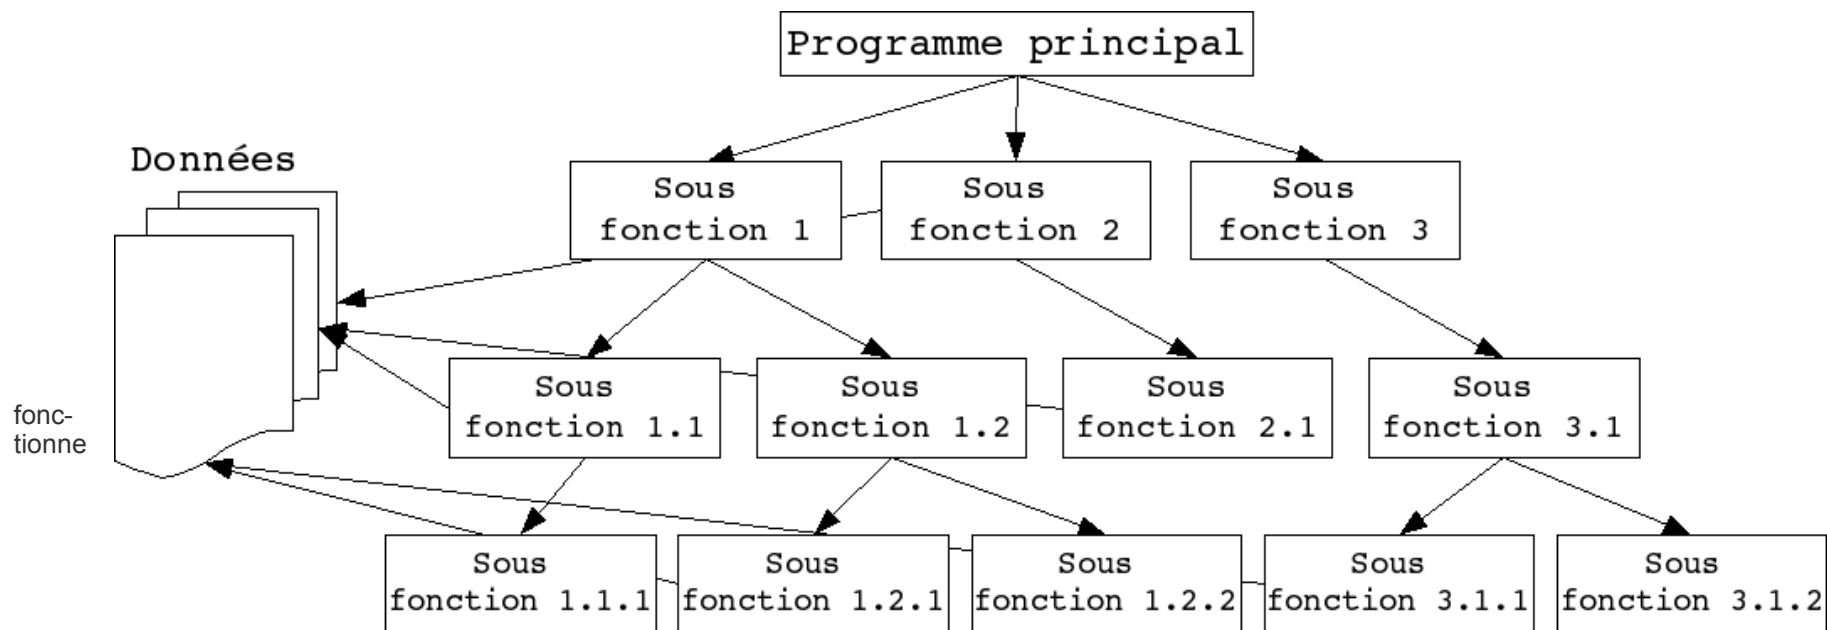 Programme principal
Données
Sous
fonction 1
Sous
fonction 2
Sous
fonction 3
fonc-
tionne
Sous
fonction 1.1
Sous
fonction 1.2
Sous
fonction 2.1
Sous
fonction 3.1
Sous
fonction 1.1.1
Sous
fonction 1.2.1
Sous
fonction 1.2.2
Sous
fonction 3.1.1
Sous
fonction 3.1.2